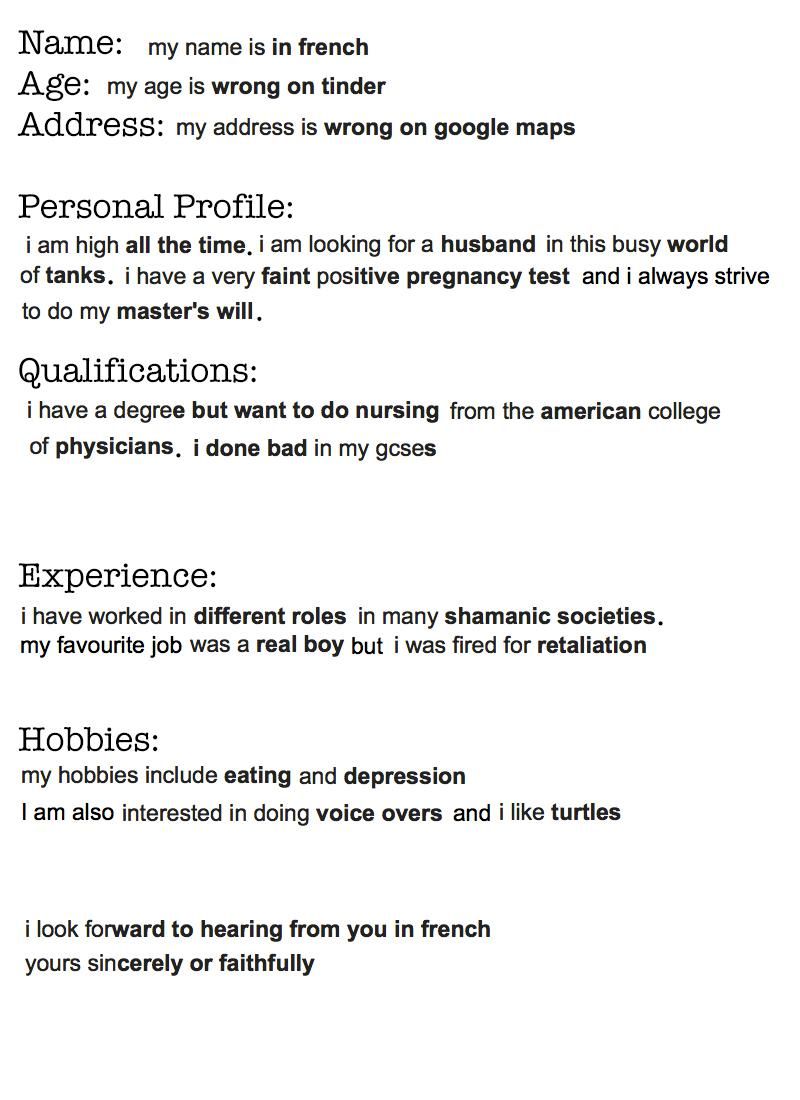 Name: my name is in french
Age: my age is wrong on tinder
Address: my address is wrong on google maps
Personal Profile:
i am high all the time. i am looking for a husband in this busy world
of tanks. i have a very faint positive pregnancy test and i always strive
to do my master's will.
Qualifications:
i have a degree but want to do nursing from the american college
of physicians. i done bad in my gcses
Experience:
i have worked in different roles in many shamanic societies.
my favourite job was a real boy but i was fired for retaliation
Hobbies:
my hobbies include eating and depression
I am also interested in doing voice overs and i like turtles
i look forward to hearing from you in french
yours sincerely or faithfully